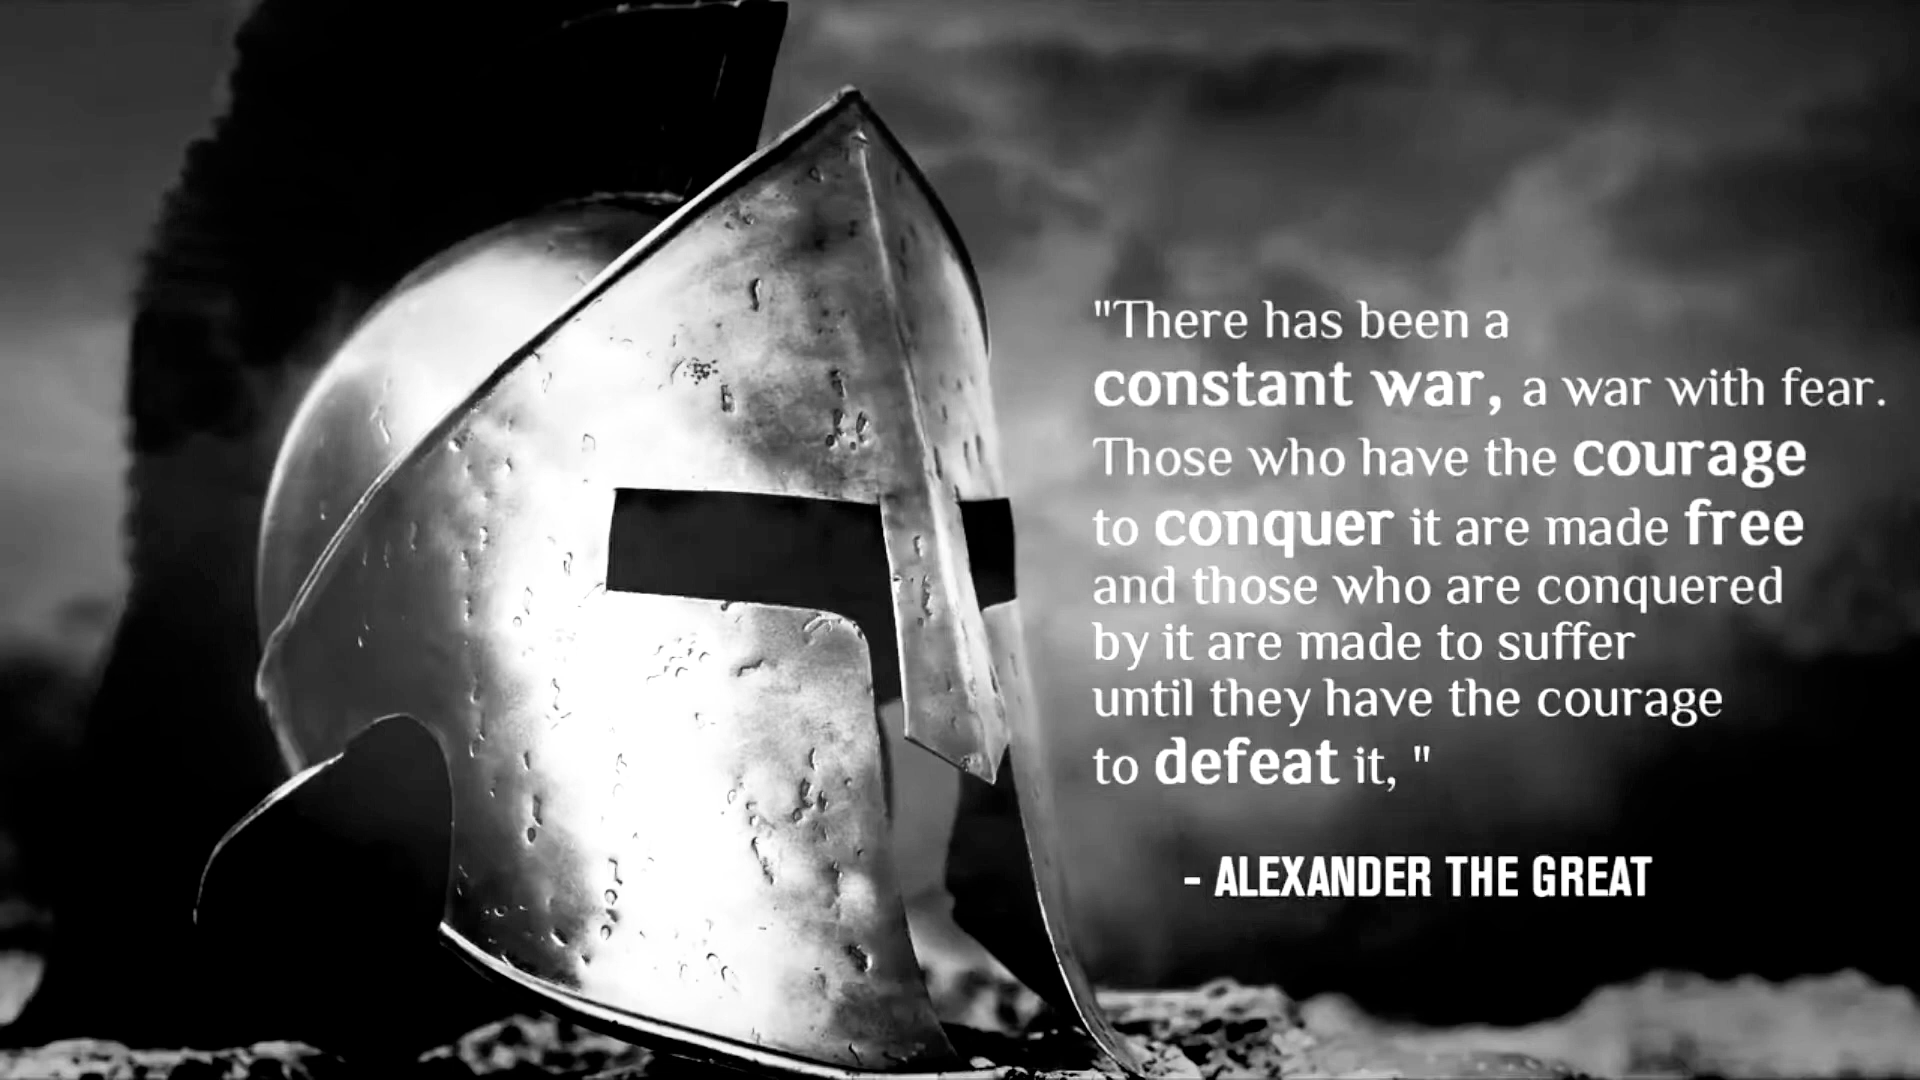 "There has been a
constant war, a war with fear.
Those who have the courage
to conquer it are made free
and those who are conquered
by it are made to suffer
until they have the courage
to defeat it, "
- ALEXANDER THE GREAT